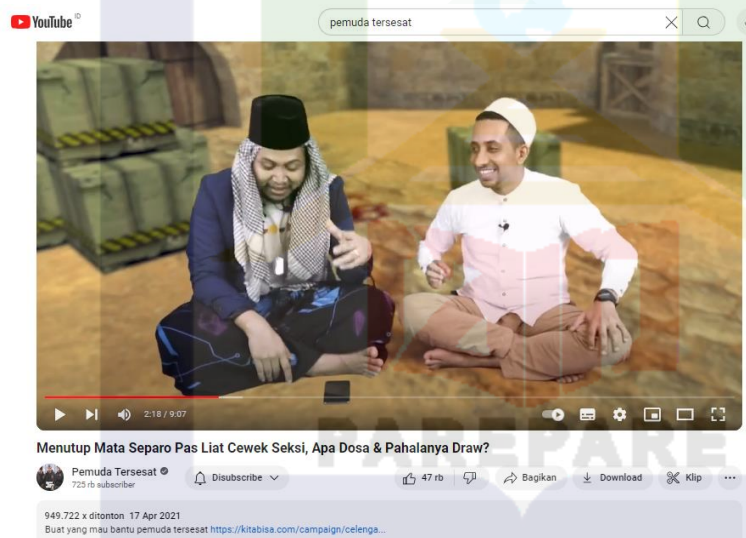 YouTube ID
pemuda tersesat
2:18 / 9:07
PAREPARE
Menutup Mata Separo Pas Liat Cewek Seksi, Apa Dosa & Pahalanya Draw?
Pemuda Tersesat
725 rb subscriber
Disubscribe
47 rb
Bagikan
Download
Klip
949.722 x ditonton 17 Apr 2021
Buat yang mau bantu pemuda tersesat https://kitabisa.com/campaign/celenga...